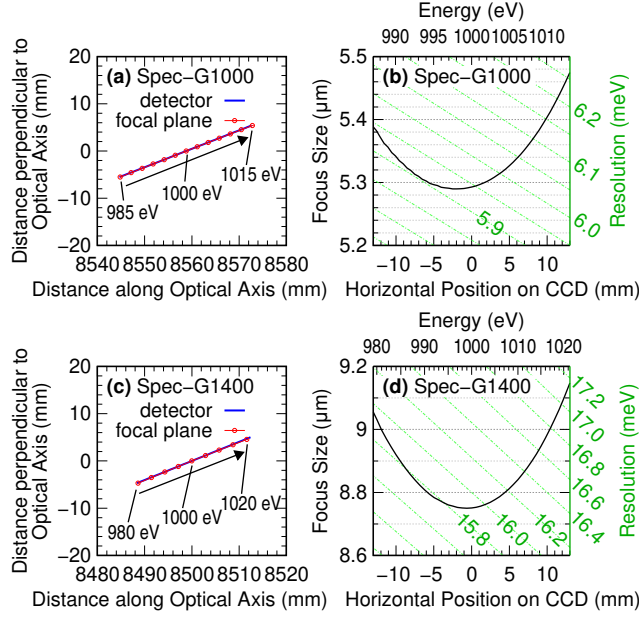 Energy (eV)
990 995 1000 1005 1010
(a) Spec−G1000
detector
focal plane
985 eV
1000 eV
1015 eV
20
10
0
−10
−20
8540 8550 8560 8570 8580
Distance perpendicular to
Optical Axis (mm)
Distance along Optical Axis (mm)
(b) Spec−G1000
5.5
5.4
5.3
5.2
Focus Size (μm)
6.2
6.1
6.0
5.9
Resolution (meV)
−10 −5 0 5 10
Horizontal Position on CCD (mm)
Energy (eV)
980 990 1000 1010 1020
(c) Spec−G1400
detector
focal plane
980 eV
1000 eV
1020 eV
20
10
0
−10
−20
8480 8490 8500 8510 8520
Distance perpendicular to
Optical Axis (mm)
Distance along Optical Axis (mm)
(d) Spec−G1400
9.2
9
8.8
8.6
Focus Size (μm)
17.2
17.0
16.8
16.6
16.4
16.2
16.0
15.8
Resolution (meV)
−10 −5 0 5 10
Horizontal Position on CCD (mm)